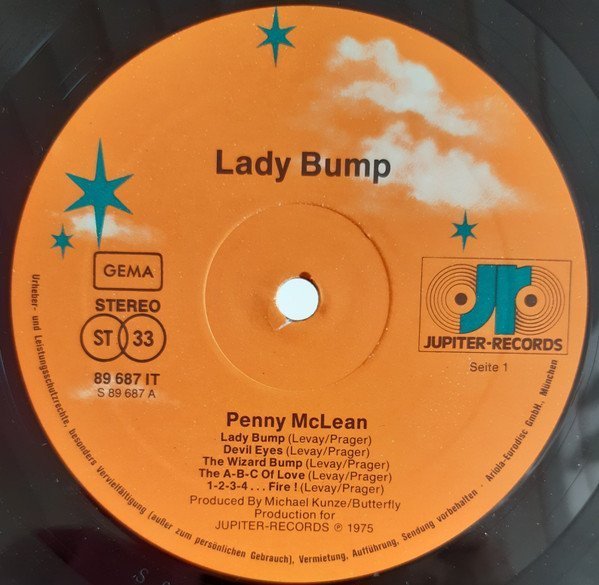 Lady Bump
GEMA
STEREO
ST 33
89 687 IT
S 89 687 A
JR
JUPITER-RECORDS
Seite 1
Penny McLean
Lady Bump (Levay/Prager)
Devil Eyes (Levay/Prager)
The Wizard Bump (Levay/Prager)
The A-B-C Of Love (Levay/Prager)
1-2-3-4 . . . Fire ! (Levay/Prager)
Produced By Michael Kunze/Butterfly
Production for
JUPITER-RECORDS ℗ 1975
Urheber- und Leistungsschutzrechte, besonders Vervielfältigung (außer zum persönlichen Gebrauch), Vermietung, Aufführung, Sendung vorbehalten - Ariola-Eurodisc GmbH., München